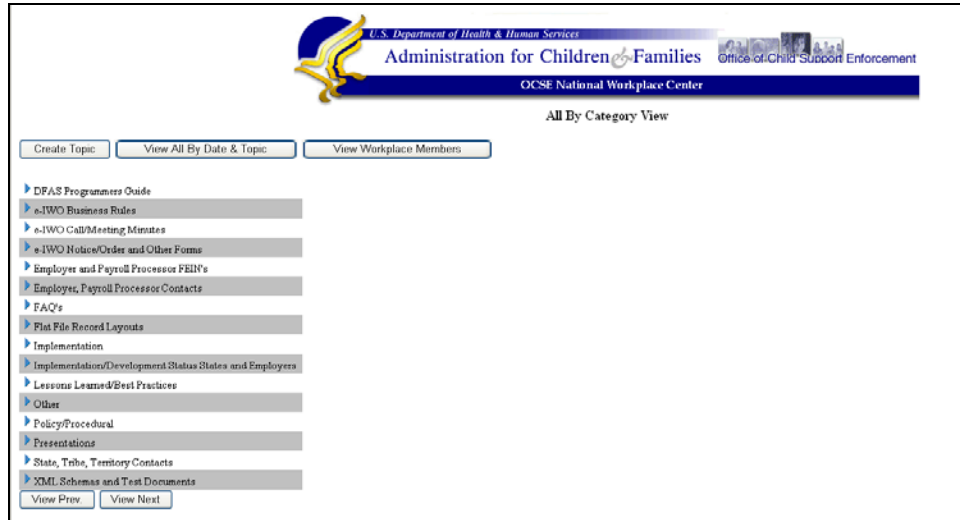 U.S. Department of Health & Human Services
Administration for Children & Families
Office of Child Support Enforcement
OCSE National Workplace Center
All By Category View
Create Topic View All By Date & Topic View Workplace Members
DFAS Programmers Guide
e-IWO Business Rules
e-IWO Call/Meeting Minutes
e-IWO Notice/Order and Other Forms
Employer and Payroll Processor FEIN's
Employer, Payroll Processor Contacts
FAQ's
Flat File Record Layouts
Implementation
Implementation/Development Status States and Employers
Lessons Learned/Best Practices
Other
Policy/Procedural
Presentations
State, Tribe, Territory Contacts
XML Schemas and Test Documents
View Prev. View Next